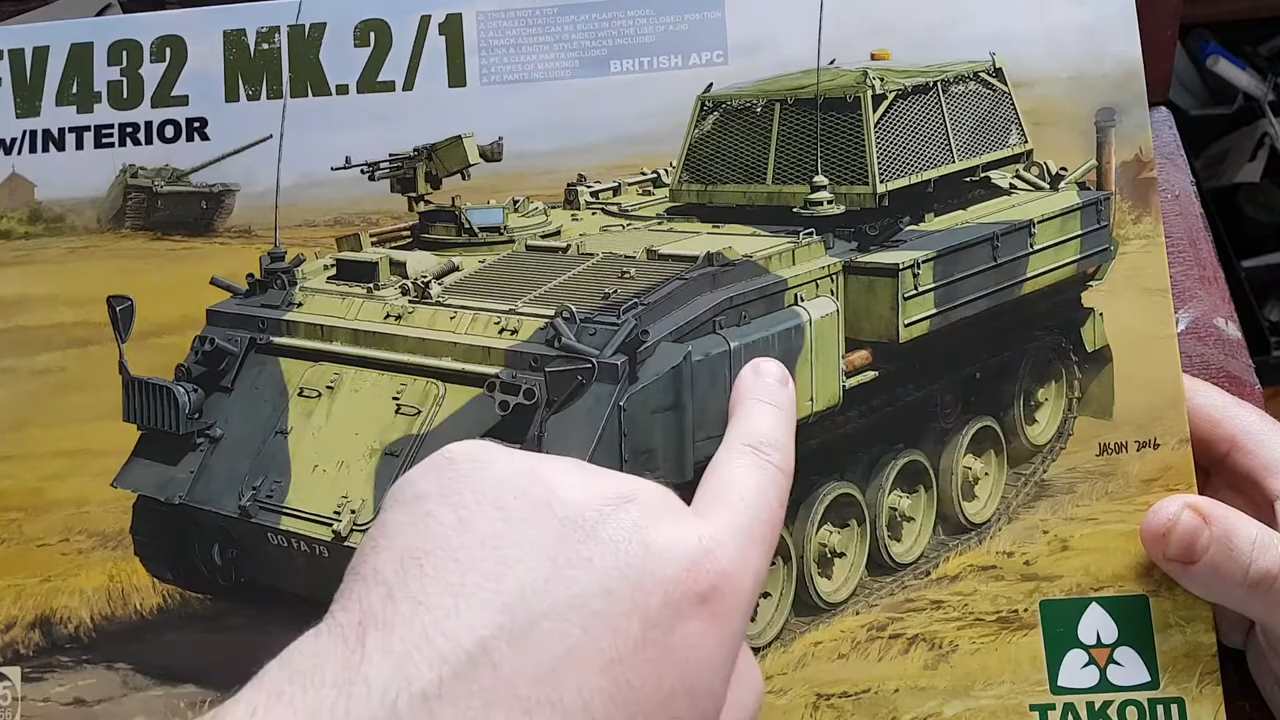 FV432 MK.2/1
w/INTERIOR
⚠ THIS IS NOT A TOY
⚠ DETAILED STATIC DISPLAY PLASTIC MODEL
⚠ ALL HATCHES CAN BE BUILT IN OPEN OR CLOSED POSITION
⚠ TRACK ASSEMBLY IS AIDED WITH THE USE OF A JIG
⚠ LINK & LENGTH STYLE TRACKS INCLUDED
⚠ PE & CLEAR PARTS INCLUDED
⚠ 4 TYPES OF MARKINGS
⚠ PE PARTS INCLUDED
BRITISH APC
JASON 2016
00 FA 79
TAKOM